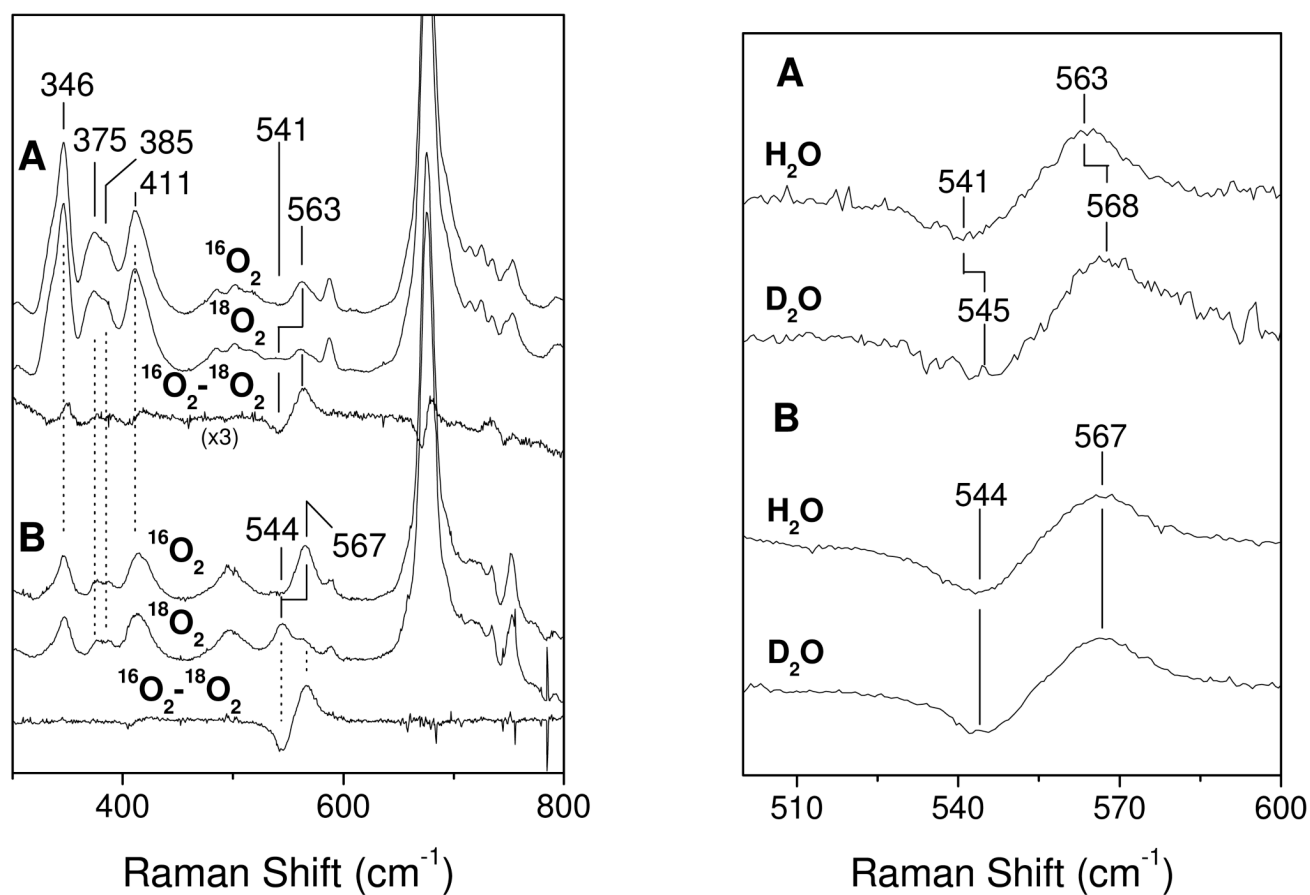 346
375 385
411
541
563
A
¹⁶O₂
¹⁸O₂
¹⁶O₂-¹⁸O₂
(x3)
B
¹⁶O₂
544
567
¹⁸O₂
¹⁶O₂-¹⁸O₂
400 600 800
Raman Shift (cm⁻¹)
A
563
H₂O
541
568
D₂O
545
B
567
544
H₂O
D₂O
510 540 570 600
Raman Shift (cm⁻¹)